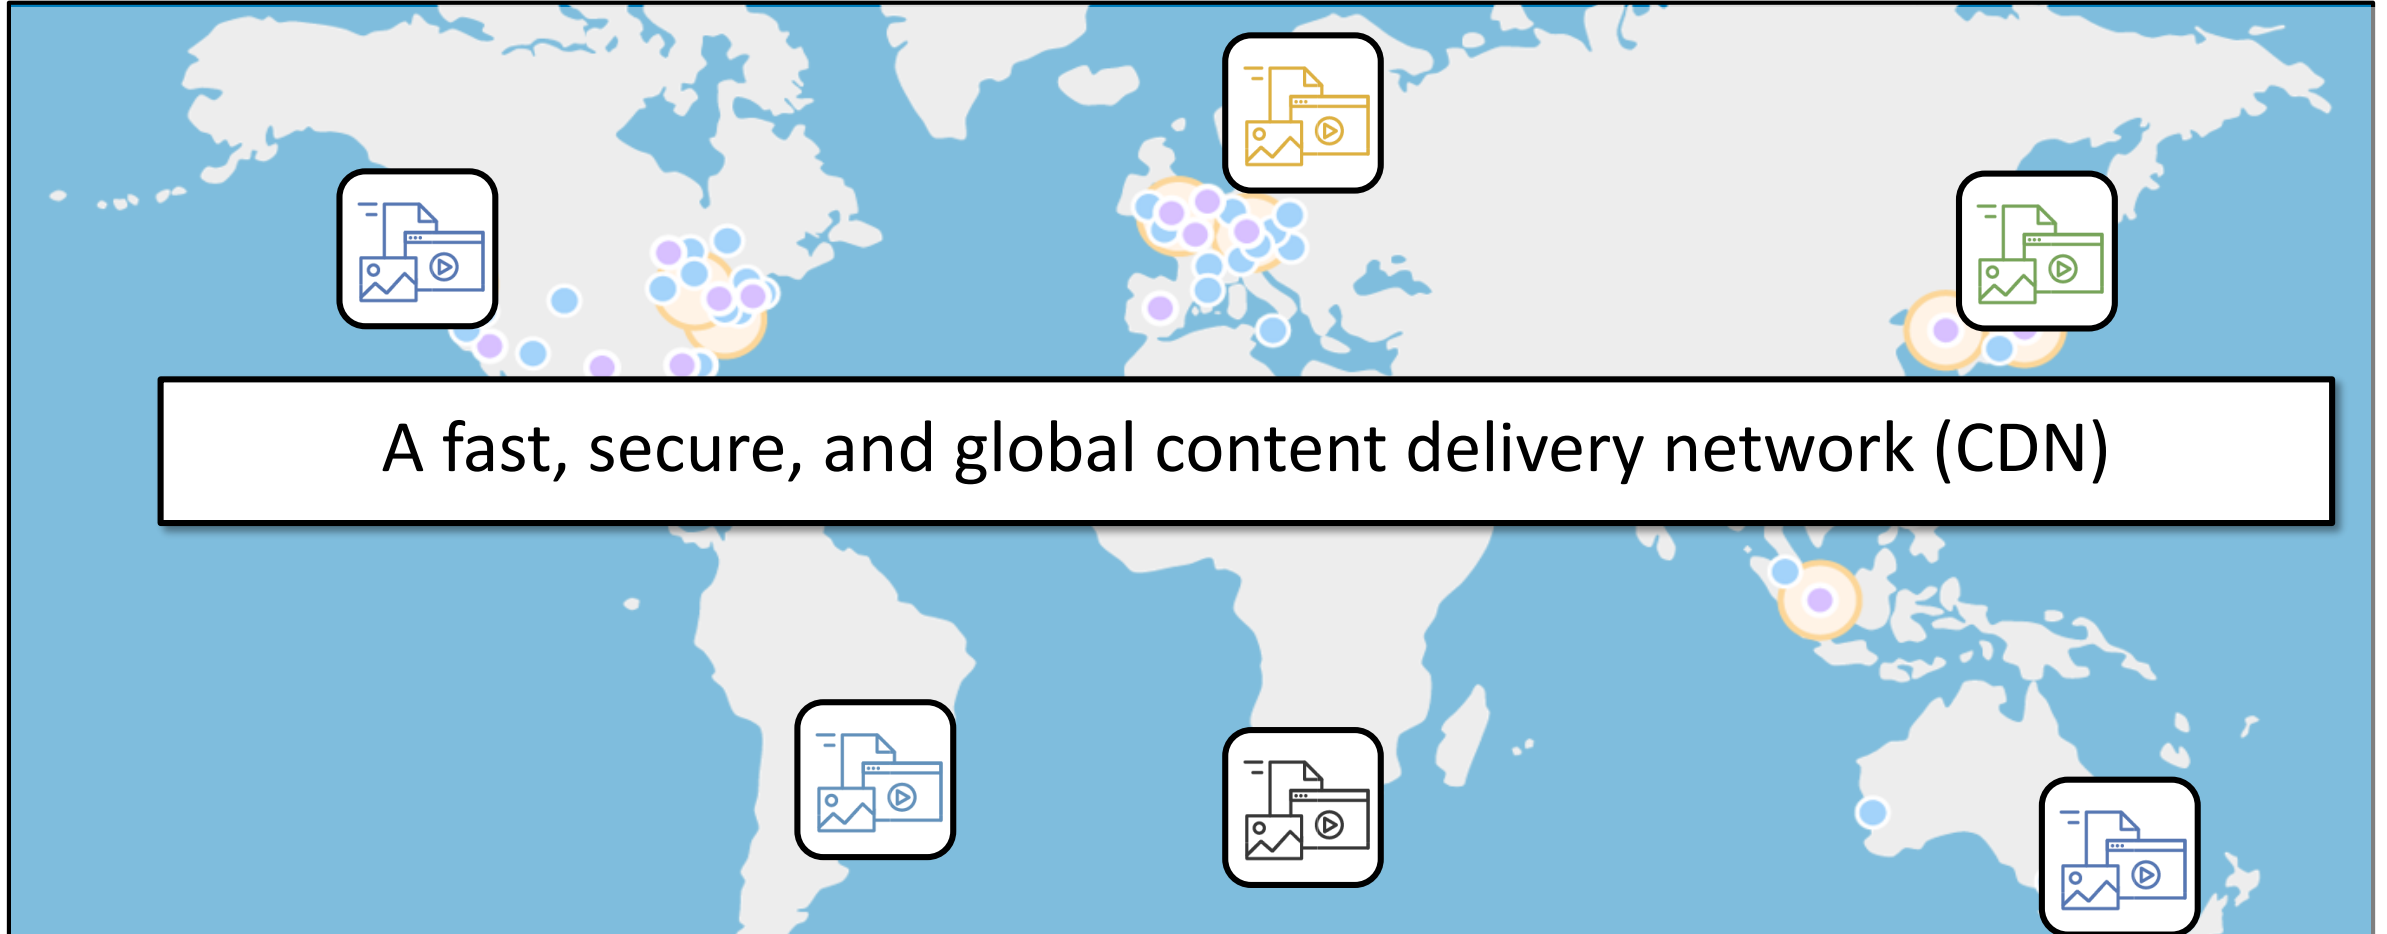 A fast, secure, and global content delivery network (CDN)